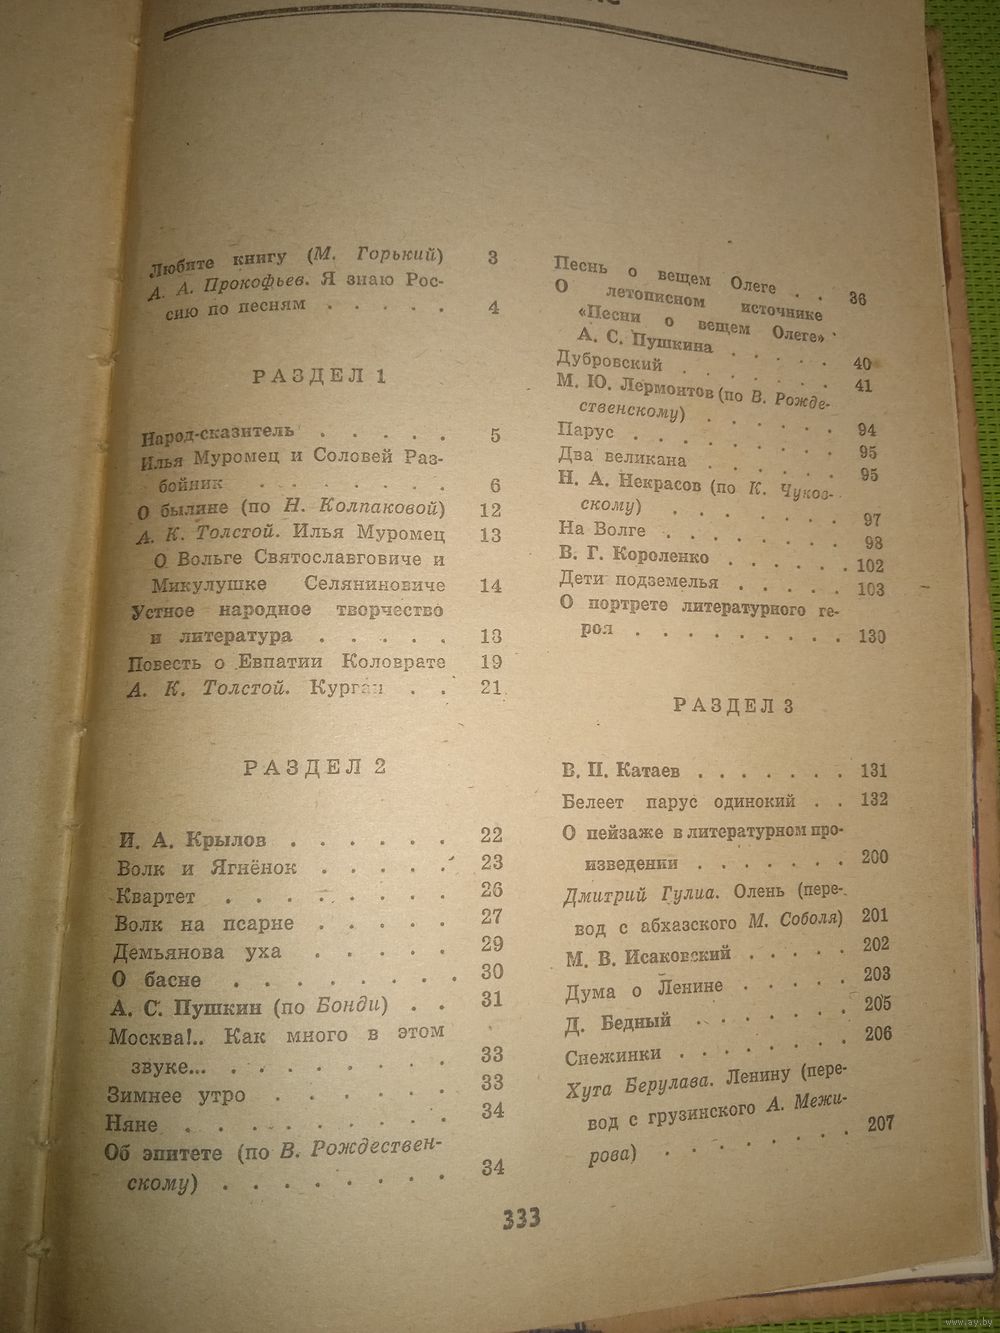 Любите книгу (М. Горький) 3
А. А. Прокофьев. Я знаю Рос-
сию по песням . . . . . 4
РАЗДЕЛ 1
Народ-сказитель . . . . . 5
Илья Муромец и Соловей Раз-
бойник . . . . . . . 6
О былине (по Н. Колпаковой) 12
А. К. Толстой. Илья Муромец 13
О Вольге Святославговиче и
Микулушке Селяниновиче 14
Устное народное творчество
и литература . . . . . 18
Повесть о Евпатии Коловрате 19
А. К. Толстой. Курган . . 21
РАЗДЕЛ 2
И. А. Крылов . . . . . . 22
Волк и Ягнёнок . . . . . 23
Квартет . . . . . . . 26
Волк на псарне . . . . . 27
Демьянова уха . . . . . 29
О басне . . . . . . . . 30
А. С. Пушкин (по Бонди) . . 31
Москва!.. Как много в этом
звуке... . . . . . . . . 33
Зимнее утро . . . . . . 33
Няне . . . . . . . . . 34
Об эпитете (по В. Рождествен-
скому) . . . . . . . . 34
Песнь о вещем Олеге . . 36
О летописном источнике
«Песни о вещем Олеге»
А. С. Пушкина . . . . . 40
Дубровский . . . . . . . 41
М. Ю. Лермонтов (по В. Рожде-
ственскому) . . . . . . 94
Парус . . . . . . . . 95
Два великана . . . . . 95
Н. А. Некрасов (по К. Чуков-
скому) . . . . . . 97
На Волге . . . . . . . . 98
В. Г. Короленко . . . . . . 102
Дети подземелья . . . . . 103
О портрете литературного ге-
роя . . . . . . . . . 130
РАЗДЕЛ 3
В. П. Катаев . . . . . . . 131
Белеет парус одинокий . . 132
О пейзаже в литературном про-
изведении . . . . . . . 200
Дмитрий Гулиа. Олень (пере-
вод с абхазского М. Соболя) 201
М. В. Исаковский . . . . . 202
Дума о Ленине . . . . . 203
Д. Бедный . . . . . . . 205
Снежинки . . . . . . . . 206
Хута Берулава. Ленину (пере-
вод с грузинского А. Межи-
рова) . . . . . . . 207
333
www.ay.by